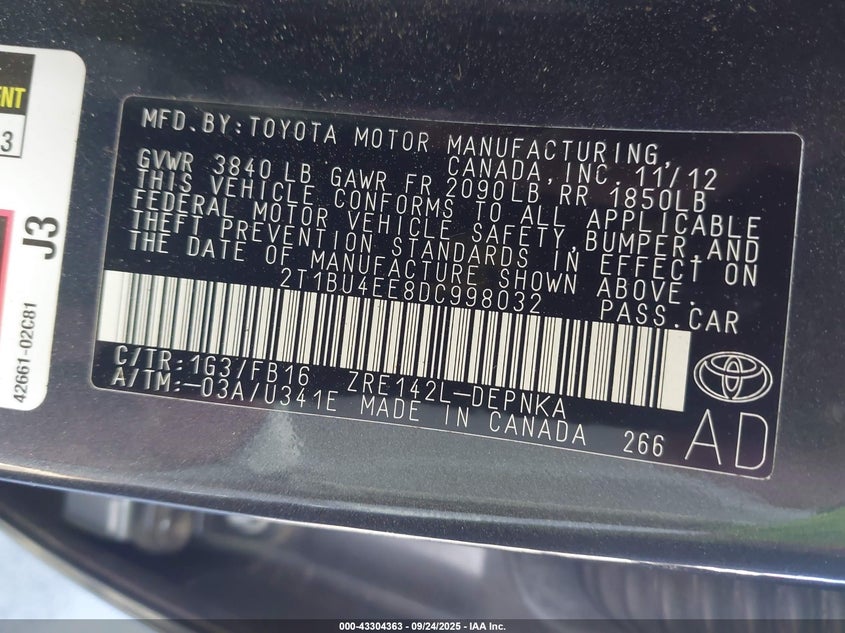 ENT
3
J3
42661-02C81
MFD.BY:TOYOTA MOTOR MANUFACTURING,
CANADA,INC. 11/12
GVWR 3840LB GAWR FR 2090LB RR 1850LB
THIS VEHICLE CONFORMS TO ALL APPLICABLE
FEDERAL MOTOR VEHICLE SAFETY,BUMPER,AND
THEFT PREVENTION STANDARDS IN EFFECT ON
THE DATE OF MANUFACTURE SHOWN ABOVE.
2T1BU4EE8DC998032 PASS.CAR
C/TR:1G3/FB16 ZRE142L-DEPNKA
A/TM:-03A/U341E MADE IN CANADA 266
AD
000-43304363 - 09/24/2025 - IAA Inc.